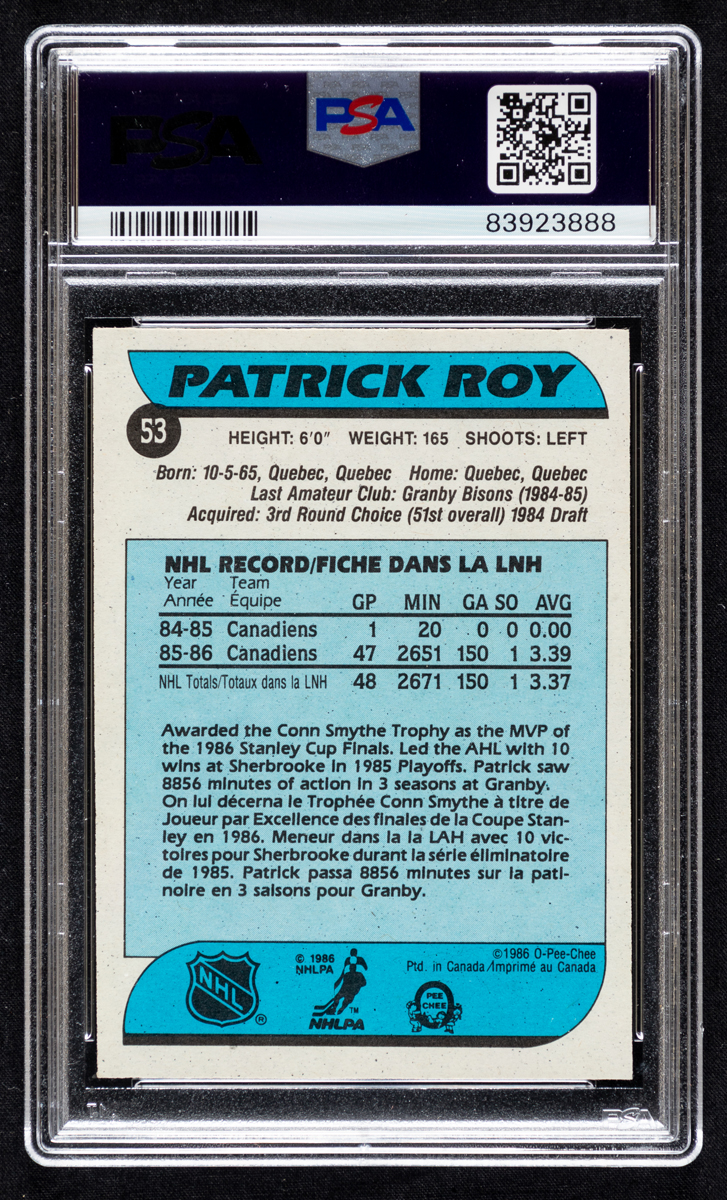 PSA
PSA
83923888
PATRICK ROY
53
HEIGHT: 6'0" WEIGHT: 165 SHOOTS: LEFT
Born: 10-5-65, Quebec, Quebec Home: Quebec, Quebec
Last Amateur Club: Granby Bisons (1984-85)
Acquired: 3rd Round Choice (51st overall) 1984 Draft
NHL RECORD/FICHE DANS LA LNH
Year Team
Année Équipe GP MIN GA SO AVG
84-85 Canadiens 1 20 0 0 0.00
85-86 Canadiens 47 2651 150 1 3.39
NHL Totals/Totaux dans la LNH 48 2671 150 1 3.37
Awarded the Conn Smythe Trophy as the MVP of
the 1986 Stanley Cup Finals. Led the AHL with 10
wins at Sherbrooke in 1985 Playoffs. Patrick saw
8856 minutes of action in 3 seasons at Granby.
On lui décerna le Trophée Conn Smythe à titre de
Joueur par Excellence des finales de la Coupe Stan-
ley en 1986. Meneur dans la la LAH avec 10 vic-
toires pour Sherbrooke durant la série éliminatoire
de 1985. Patrick passa 8856 minutes sur la pati-
noire en 3 saisons pour Granby.
NHL ®
© 1986
NHLPA
TM
NHLPA
©1986 O-Pee-Chee
Ptd. in Canada/Imprimé au Canada
PEE
CHEE
PSA